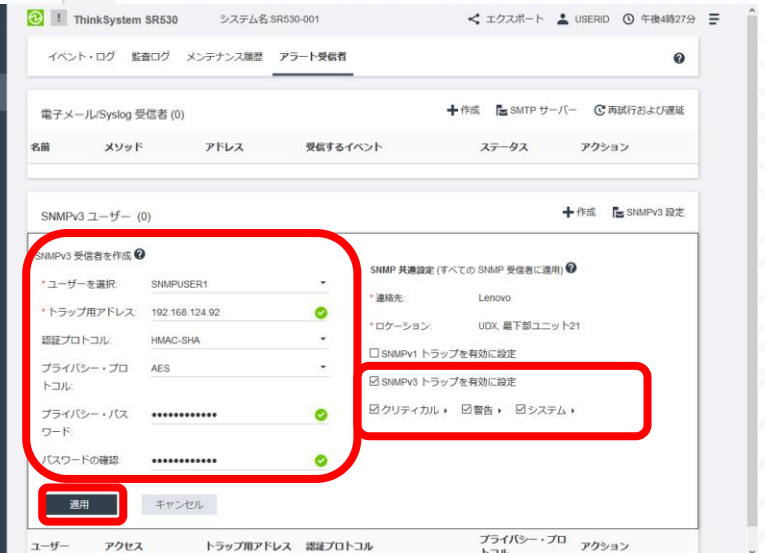 ThinkSystem SR530 システム名:SR530-001 エクスポート USERID 午後4時27分
イベント・ログ 監査ログ メンテナンス履歴 アラート受信者
電子メール/Syslog 受信者 (0) 作成 SMTP サーバー 再試行および遅延
名前 メソッド アドレス 受信するイベント ステータス アクション
SNMPv3 ユーザー (0) 作成 SNMPv3 設定
SNMPv3 受信者を作成
* ユーザーを選択: SNMPUSER1
* トラップ用アドレス: 192.168.124.92
認証プロトコル: HMAC-SHA
プライバシー・プロ AES
トコル:
プライバシー・パス ••••••••••••
ワード:
パスワードの確認: ••••••••••••
適用 キャンセル
SNMP 共通設定 (すべての SNMP 受信者に適用)
* 連絡先: Lenovo
* ロケーション: UDX, 最下部ユニット21
SNMPv1 トラップを有効に設定
SNMPv3 トラップを有効に設定
クリティカル 警告 システム
ユーザー アクセス トラップ用アドレス 認証プロトコル プライバシー・プロ アクション
トコル